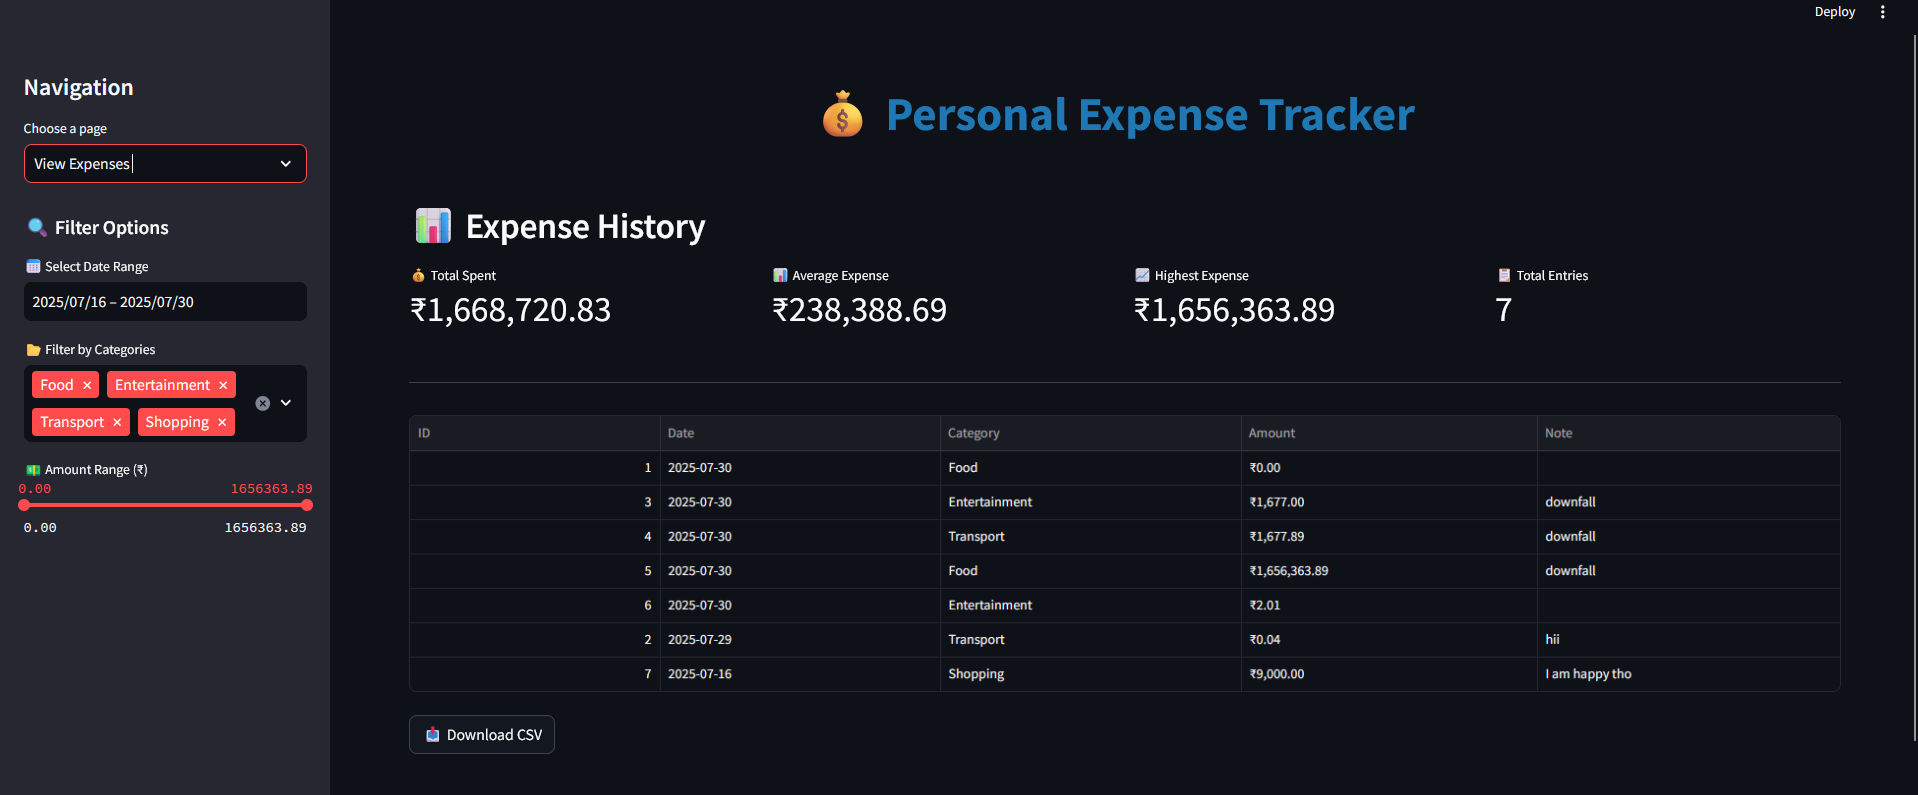 Deploy
Navigation
Choose a page
View Expenses
Filter Options
Select Date Range
2025/07/16 – 2025/07/30
Filter by Categories
Food × Entertainment ×
Transport × Shopping ×
Amount Range (₹)
0.00 1656363.89
0.00 1656363.89
Personal Expense Tracker
Expense History
Total Spent Average Expense Highest Expense Total Entries
₹1,668,720.83 ₹238,388.69 ₹1,656,363.89 7
ID Date Category Amount Note
1 2025-07-30 Food ₹0.00
3 2025-07-30 Entertainment ₹1,677.00 downfall
4 2025-07-30 Transport ₹1,677.89 downfall
5 2025-07-30 Food ₹1,656,363.89 downfall
6 2025-07-30 Entertainment ₹2.01
2 2025-07-29 Transport ₹0.04 hii
7 2025-07-16 Shopping ₹9,000.00 I am happy tho
Download CSV